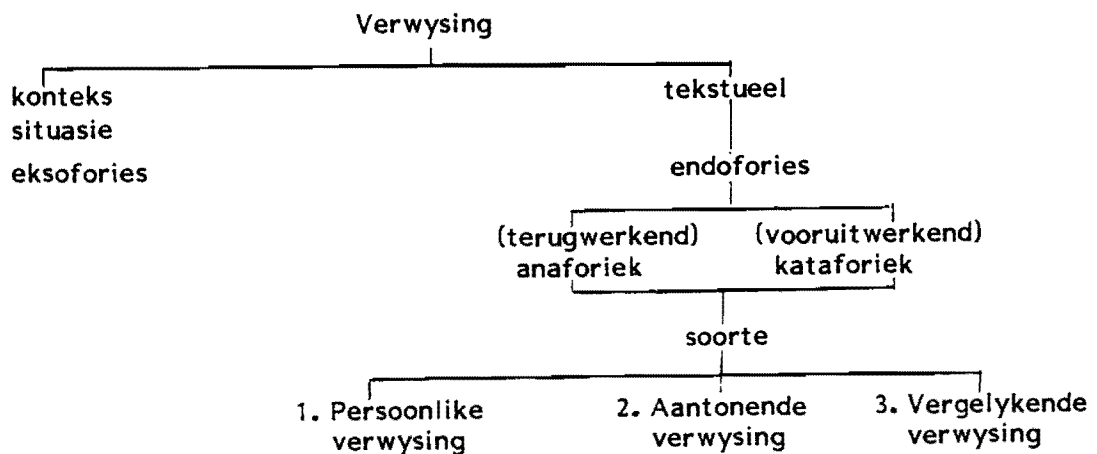 Verwysing
konteks
situasie
eksofories
tekstueel
endofories
(terugwerkend)
anaforiek
(vooruitwerkend)
kataforiek
soorte
1. Persoonlike
verwysing
2. Aantonende
verwysing
3. Vergelykende
verwysing